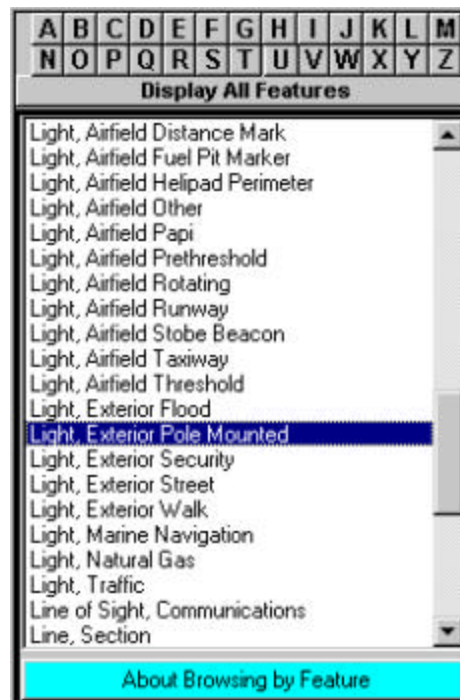 A B C D E F G H I J K L M
N O P Q R S T U V W X Y Z
Display All Features
Light, Airfield Distance Mark
Light, Airfield Fuel Pit Marker
Light, Airfield Helipad Perimeter
Light, Airfield Other
Light, Airfield Papi
Light, Airfield Prethreshold
Light, Airfield Rotating
Light, Airfield Runway
Light, Airfield Stobe Beacon
Light, Airfield Taxiway
Light, Airfield Threshold
Light, Exterior Flood
Light, Exterior Pole Mounted
Light, Exterior Security
Light, Exterior Street
Light, Exterior Walk
Light, Marine Navigation
Light, Natural Gas
Light, Traffic
Line of Sight, Communications
Line, Section
About Browsing by Feature